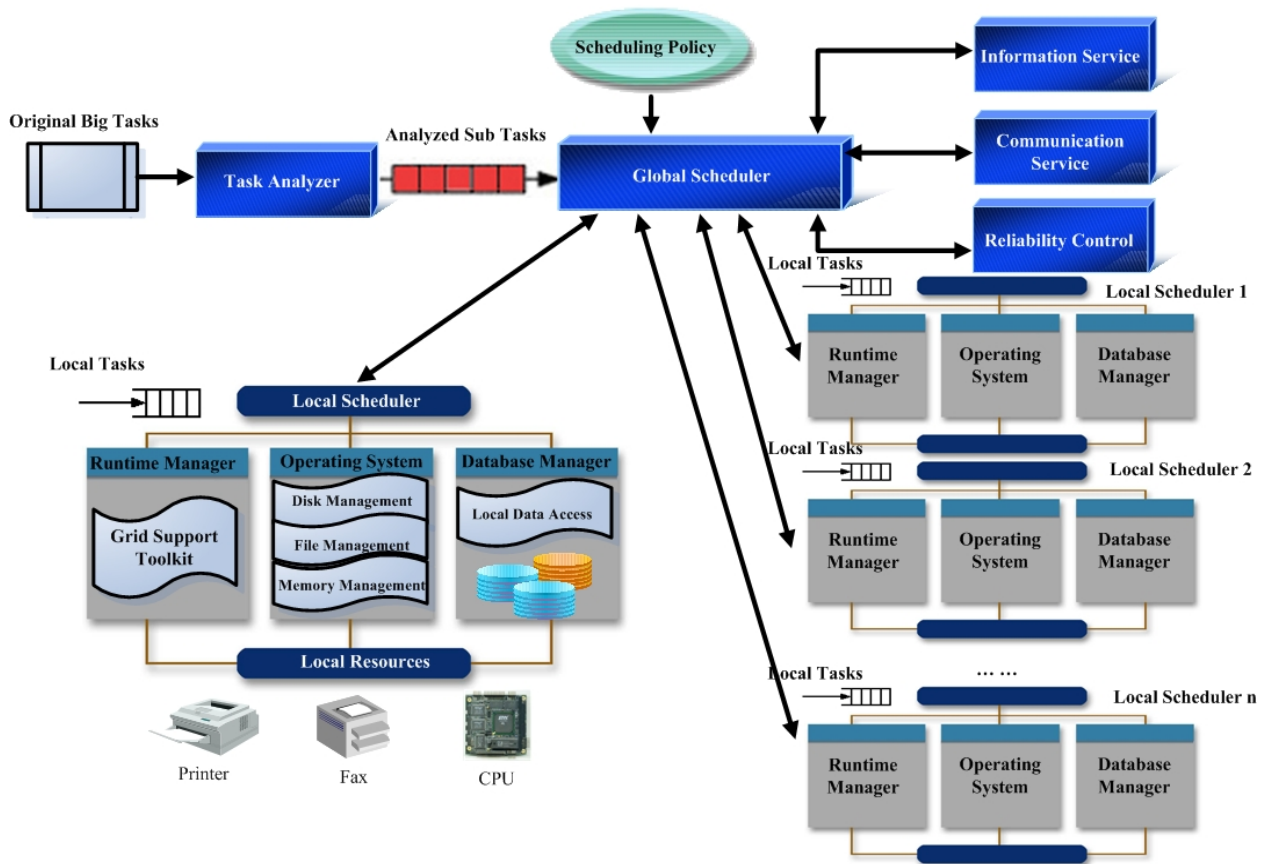 Scheduling Policy
Information Service
Original Big Tasks
Analyzed Sub Tasks
Task Analyzer
Global Scheduler
Communication
Service
Reliability Control
Local Tasks
Local Scheduler 1
Runtime
Manager
Operating
System
Database
Manager
Local Tasks
Local Scheduler
Runtime Manager
Grid Support
Toolkit
Operating System
Disk Management
File Management
Memory Management
Database Manager
Local Data Access
Local Resources
Printer
Fax
CPU
Local Tasks
Local Scheduler 2
Runtime
Manager
Operating
System
Database
Manager
... ...
Local Tasks
Local Scheduler n
Runtime
Manager
Operating
System
Database
Manager